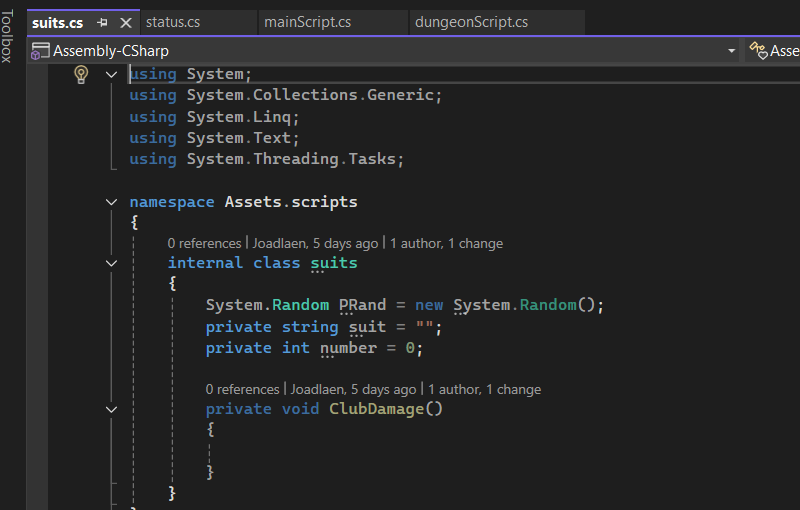 Toolbox
suits.cs status.cs mainScript.cs dungeonScript.cs
Assembly-CSharp Asse
using System;
using System.Collections.Generic;
using System.Linq;
using System.Text;
using System.Threading.Tasks;
namespace Assets.scripts
{
0 references | Joadlaen, 5 days ago | 1 author, 1 change
internal class suits
{
System.Random PRand = new System.Random();
private string suit = "";
private int number = 0;
0 references | Joadlaen, 5 days ago | 1 author, 1 change
private void ClubDamage()
{
}
}
}